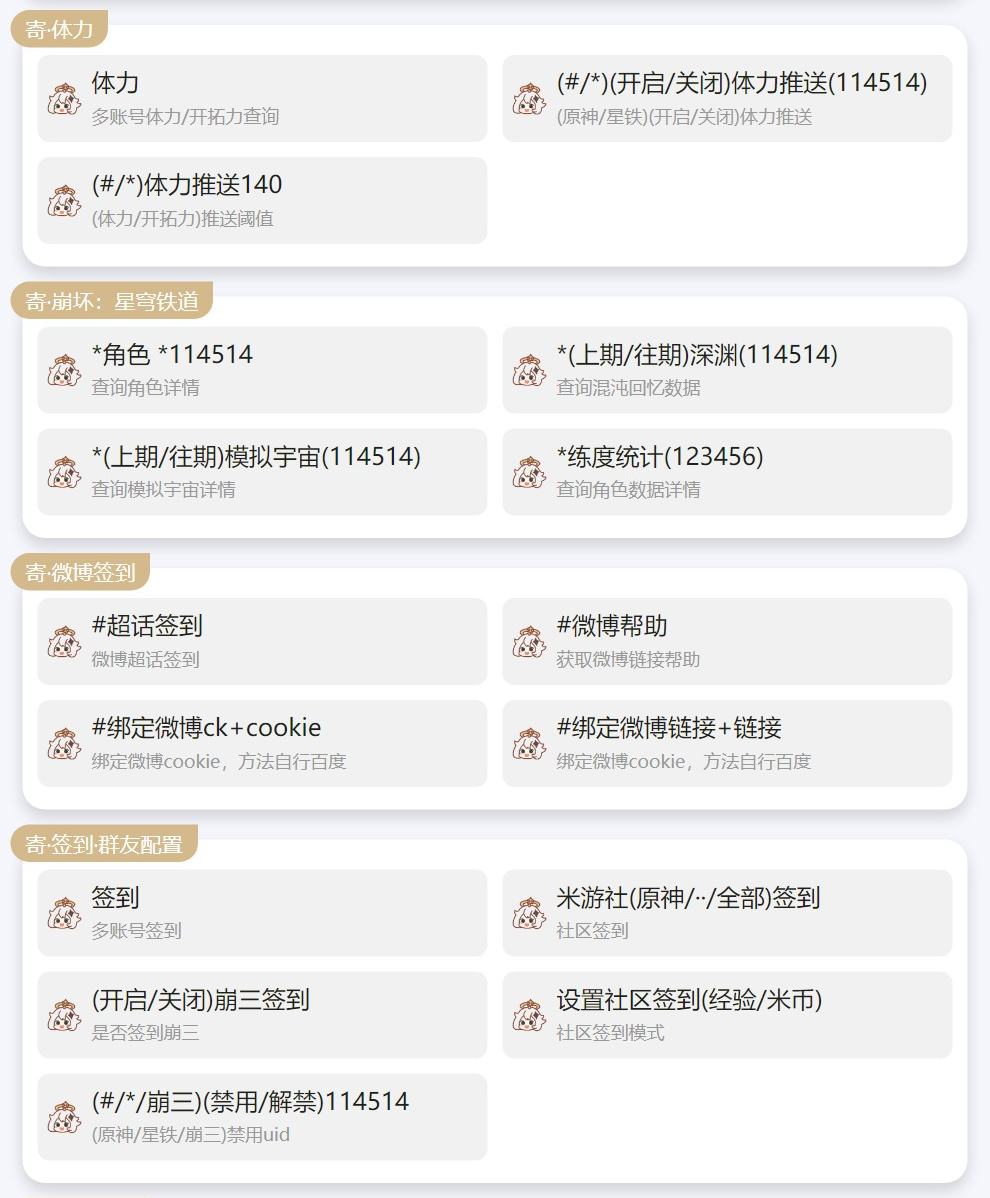 寄·体力
体力
多账号体力/开拓力查询
(#/*)(开启/关闭)体力推送(114514)
(原神/星铁)(开启/关闭)体力推送
(#/*)体力推送140
(体力/开拓力)推送阈值
寄·崩坏：星穹铁道
*角色 *114514
查询角色详情
*(上期/往期)深渊(114514)
查询混沌回忆数据
*(上期/往期)模拟宇宙(114514)
查询模拟宇宙详情
*练度统计(123456)
查询角色数据详情
寄·微博签到
#超话签到
微博超话签到
#微博帮助
获取微博链接帮助
#绑定微博ck+cookie
绑定微博cookie，方法自行百度
#绑定微博链接+链接
绑定微博cookie，方法自行百度
寄·签到·群友配置
签到
多账号签到
米游社(原神/··/全部)签到
社区签到
(开启/关闭)崩三签到
是否签到崩三
设置社区签到(经验/米币)
社区签到模式
(#/*/崩三)(禁用/解禁)114514
(原神/星铁/崩三)禁用uid